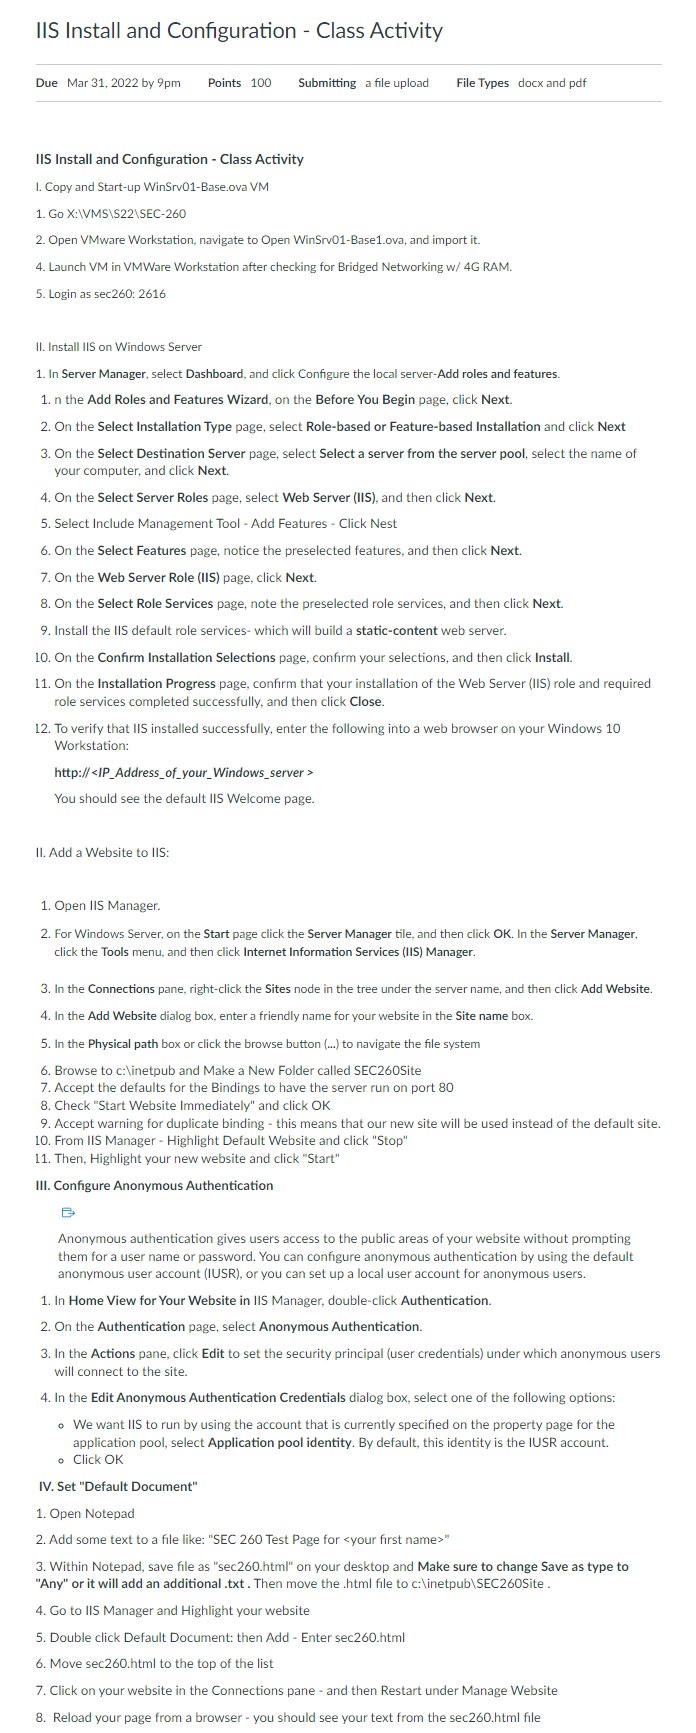 IIS Install and Configuration - Class Activity
Due Mar 31, 2022 by 9pm Points 100 Submitting a file upload File Types docx and pdf
IIS Install and Configuration - Class Activity
I. Copy and Start-up WinSrv01-Base.ova VM
1. Go X:\VMS\S22\SEC-260
2. Open VMware Workstation, navigate to Open WinSrv01-Base1.ova, and import it.
4. Launch VM in VMWare Workstation after checking for Bridged Networking w/ 4G RAM.
5. Login as sec260: 2616
II. Install IIS on Windows Server
1. In Server Manager, select Dashboard, and click Configure the local server-Add roles and features.
1. n the Add Roles and Features Wizard, on the Before You Begin page, click Next.
2. On the Select Installation Type page, select Role-based or Feature-based Installation and click Next
3. On the Select Destination Server page, select Select a server from the server pool, select the name of
your computer, and click Next.
4. On the Select Server Roles page, select Web Server (IIS), and then click Next.
5. Select Include Management Tool - Add Features - Click Nest
6. On the Select Features page, notice the preselected features, and then click Next.
7. On the Web Server Role (IIS) page, click Next.
8. On the Select Role Services page, note the preselected role services, and then click Next.
9. Install the IIS default role services- which will build a static-content web server.
10. On the Confirm Installation Selections page, confirm your selections, and then click Install.
11. On the Installation Progress page, confirm that your installation of the Web Server (IIS) role and required
role services completed successfully, and then click Close.
12. To verify that IIS installed successfully, enter the following into a web browser on your Windows 10
Workstation:
http://<IP_Address_of_your_Windows_server >
You should see the default IIS Welcome page.
II. Add a Website to IIS:
1. Open IIS Manager.
2. For Windows Server, on the Start page click the Server Manager tile, and then click OK. In the Server Manager,
click the Tools menu, and then click Internet Information Services (IIS) Manager.
3. In the Connections pane, right-click the Sites node in the tree under the server name, and then click Add Website.
4. In the Add Website dialog box, enter a friendly name for your website in the Site name box.
5. In the Physical path box or click the browse button (...) to navigate the file system
6. Browse to c:\inetpub and Make a New Folder called SEC260Site
7. Accept the defaults for the Bindings to have the server run on port 80
8. Check "Start Website Immediately" and click OK
9. Accept warning for duplicate binding - this means that our new site will be used instead of the default site.
10. From IIS Manager - Highlight Default Website and click "Stop"
11. Then, Highlight your new website and click "Start"
III. Configure Anonymous Authentication
Anonymous authentication gives users access to the public areas of your website without prompting
them for a user name or password. You can configure anonymous authentication by using the default
anonymous user account (IUSR), or you can set up a local user account for anonymous users.
1. In Home View for Your Website in IIS Manager, double-click Authentication.
2. On the Authentication page, select Anonymous Authentication.
3. In the Actions pane, click Edit to set the security principal (user credentials) under which anonymous users
will connect to the site.
4. In the Edit Anonymous Authentication Credentials dialog box, select one of the following options:
∘ We want IIS to run by using the account that is currently specified on the property page for the
application pool, select Application pool identity. By default, this identity is the IUSR account.
∘ Click OK
IV. Set "Default Document"
1. Open Notepad
2. Add some text to a file like: "SEC 260 Test Page for <your first name>"
3. Within Notepad, save file as "sec260.html" on your desktop and Make sure to change Save as type to
"Any" or it will add an additional .txt . Then move the .html file to c:\inetpub\SEC260Site .
4. Go to IIS Manager and Highlight your website
5. Double click Default Document: then Add - Enter sec260.html
6. Move sec260.html to the top of the list
7. Click on your website in the Connections pane - and then Restart under Manage Website
8. Reload your page from a browser - you should see your text from the sec260.html file